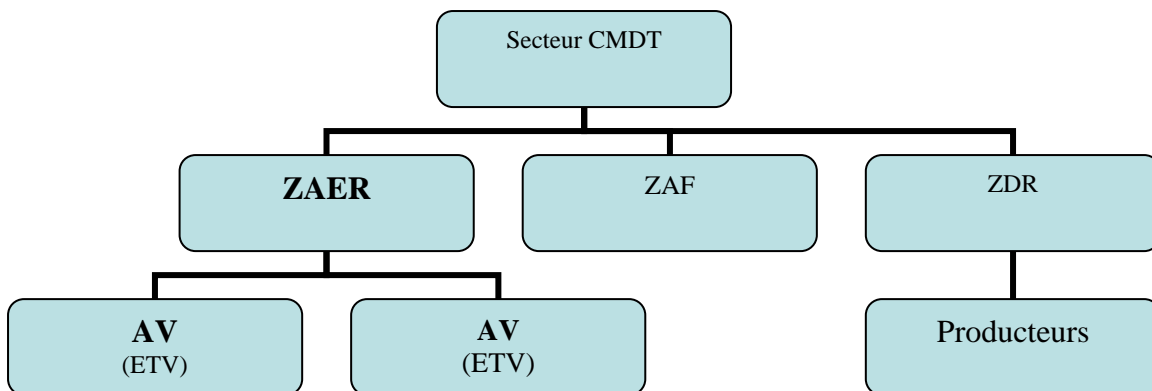 Secteur CMDT
ZAER
ZAF
ZDR
AV
(ETV)
AV
(ETV)
Producteurs